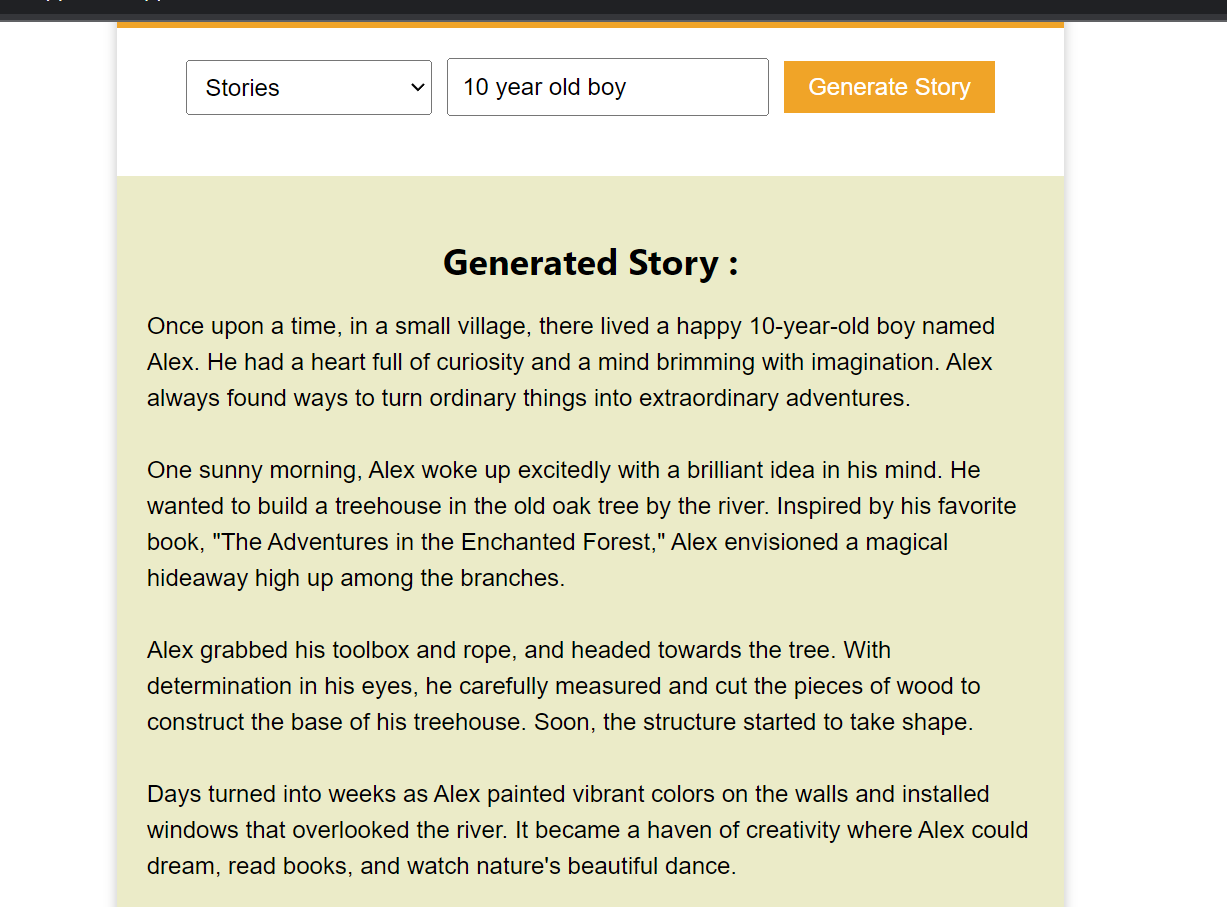 Stories
10 year old boy
Generate Story
Generated Story :
Once upon a time, in a small village, there lived a happy 10-year-old boy named
Alex. He had a heart full of curiosity and a mind brimming with imagination. Alex
always found ways to turn ordinary things into extraordinary adventures.
One sunny morning, Alex woke up excitedly with a brilliant idea in his mind. He
wanted to build a treehouse in the old oak tree by the river. Inspired by his favorite
book, "The Adventures in the Enchanted Forest," Alex envisioned a magical
hideaway high up among the branches.
Alex grabbed his toolbox and rope, and headed towards the tree. With
determination in his eyes, he carefully measured and cut the pieces of wood to
construct the base of his treehouse. Soon, the structure started to take shape.
Days turned into weeks as Alex painted vibrant colors on the walls and installed
windows that overlooked the river. It became a haven of creativity where Alex could
dream, read books, and watch nature's beautiful dance.